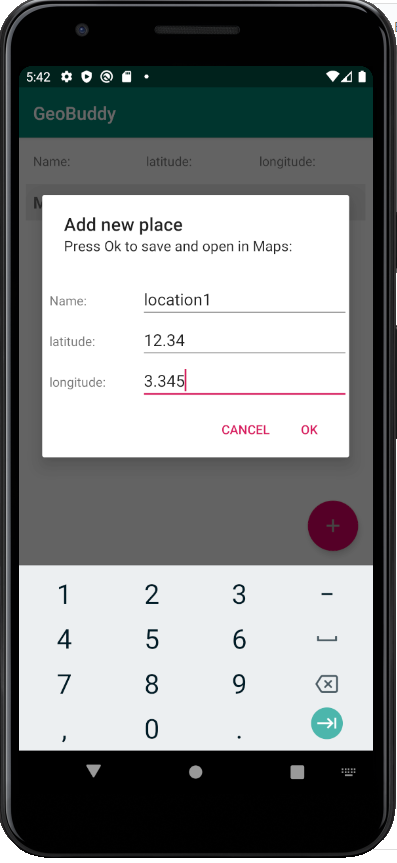 5:42
GeoBuddy
Name: latitude: longitude:
M
Add new place
Press Ok to save and open in Maps:
Name: location1
latitude: 12.34
longitude: 3.345
CANCEL OK
+
1 2 3 -
4 5 6
7 8 9
, 0 .